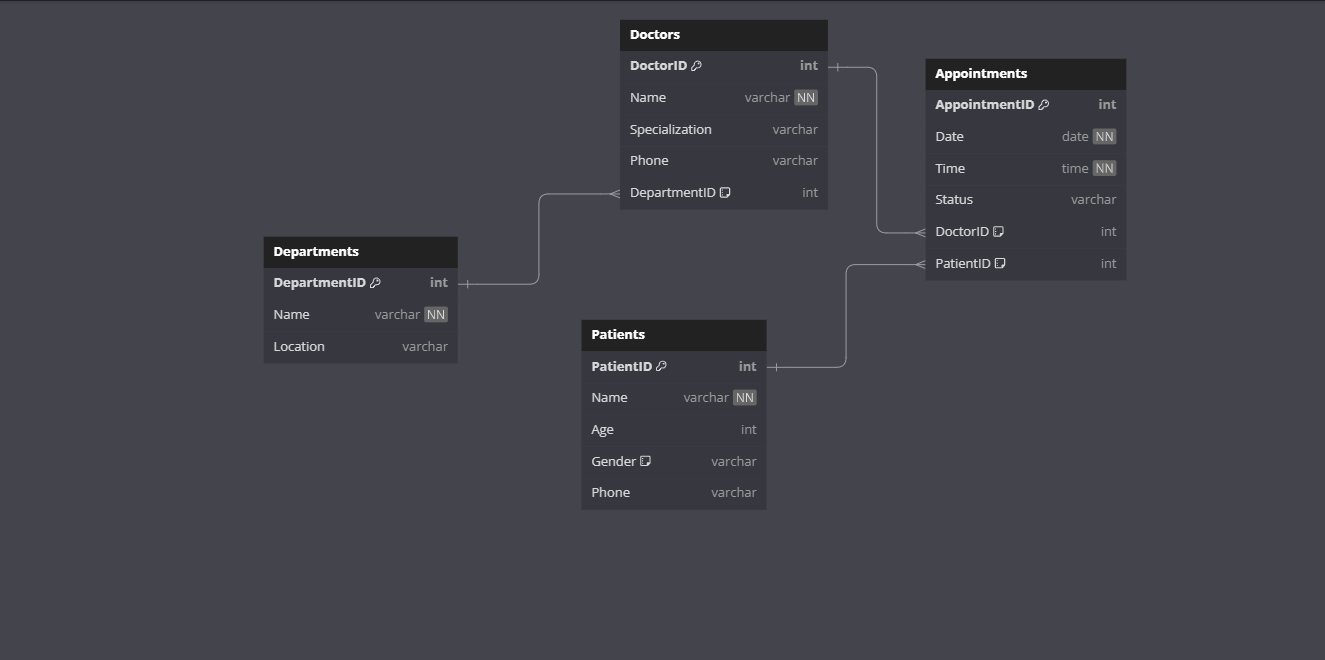 Doctors
DoctorID int
Name varchar NN
Specialization varchar
Phone varchar
DepartmentID int
Appointments
AppointmentID int
Date date NN
Time time NN
Status varchar
DoctorID int
PatientID int
Departments
DepartmentID int
Name varchar NN
Location varchar
Patients
PatientID int
Name varchar NN
Age int
Gender varchar
Phone varchar